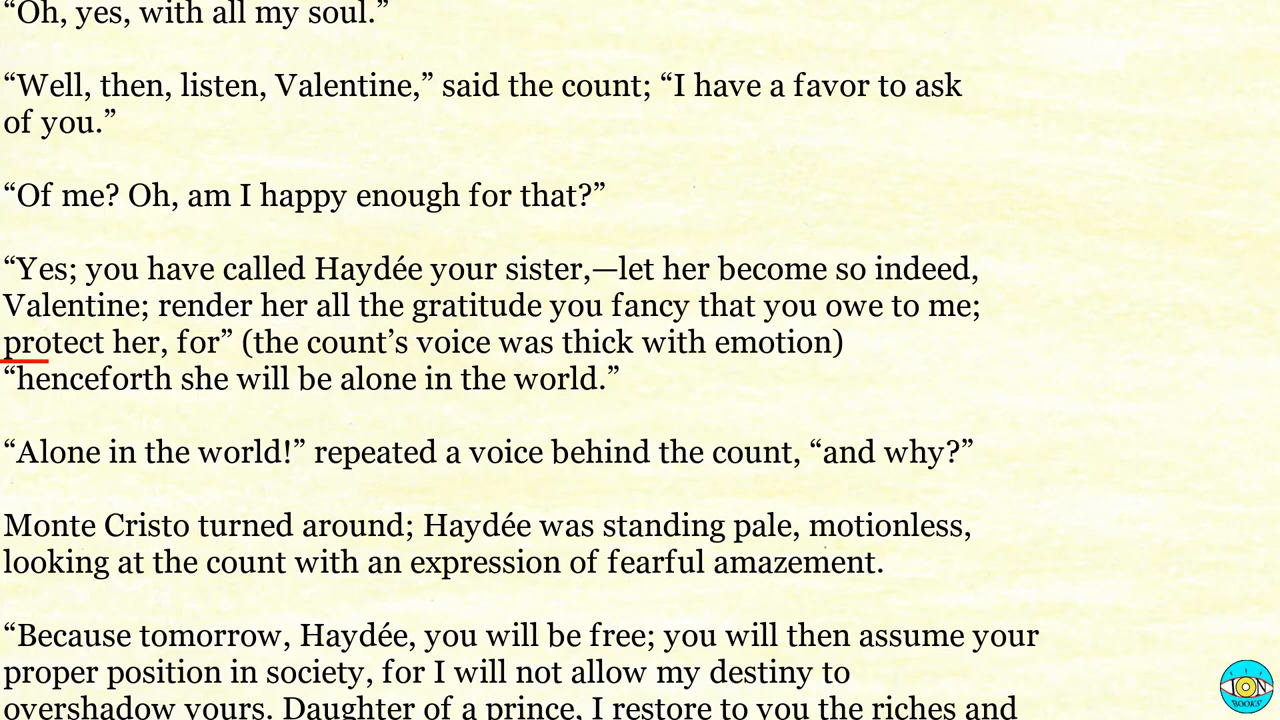 “Oh, yes, with all my soul.”
“Well, then, listen, Valentine,” said the count; “I have a favor to ask
of you.”
“Of me? Oh, am I happy enough for that?”
“Yes; you have called Haydée your sister,—let her become so indeed,
Valentine; render her all the gratitude you fancy that you owe to me;
protect her, for” (the count’s voice was thick with emotion)
“henceforth she will be alone in the world.”
“Alone in the world!” repeated a voice behind the count, “and why?”
Monte Cristo turned around; Haydée was standing pale, motionless,
looking at the count with an expression of fearful amazement.
“Because tomorrow, Haydée, you will be free; you will then assume your
proper position in society, for I will not allow my destiny to
overshadow yours. Daughter of a prince, I restore to you the riches and
ION
BOOKS